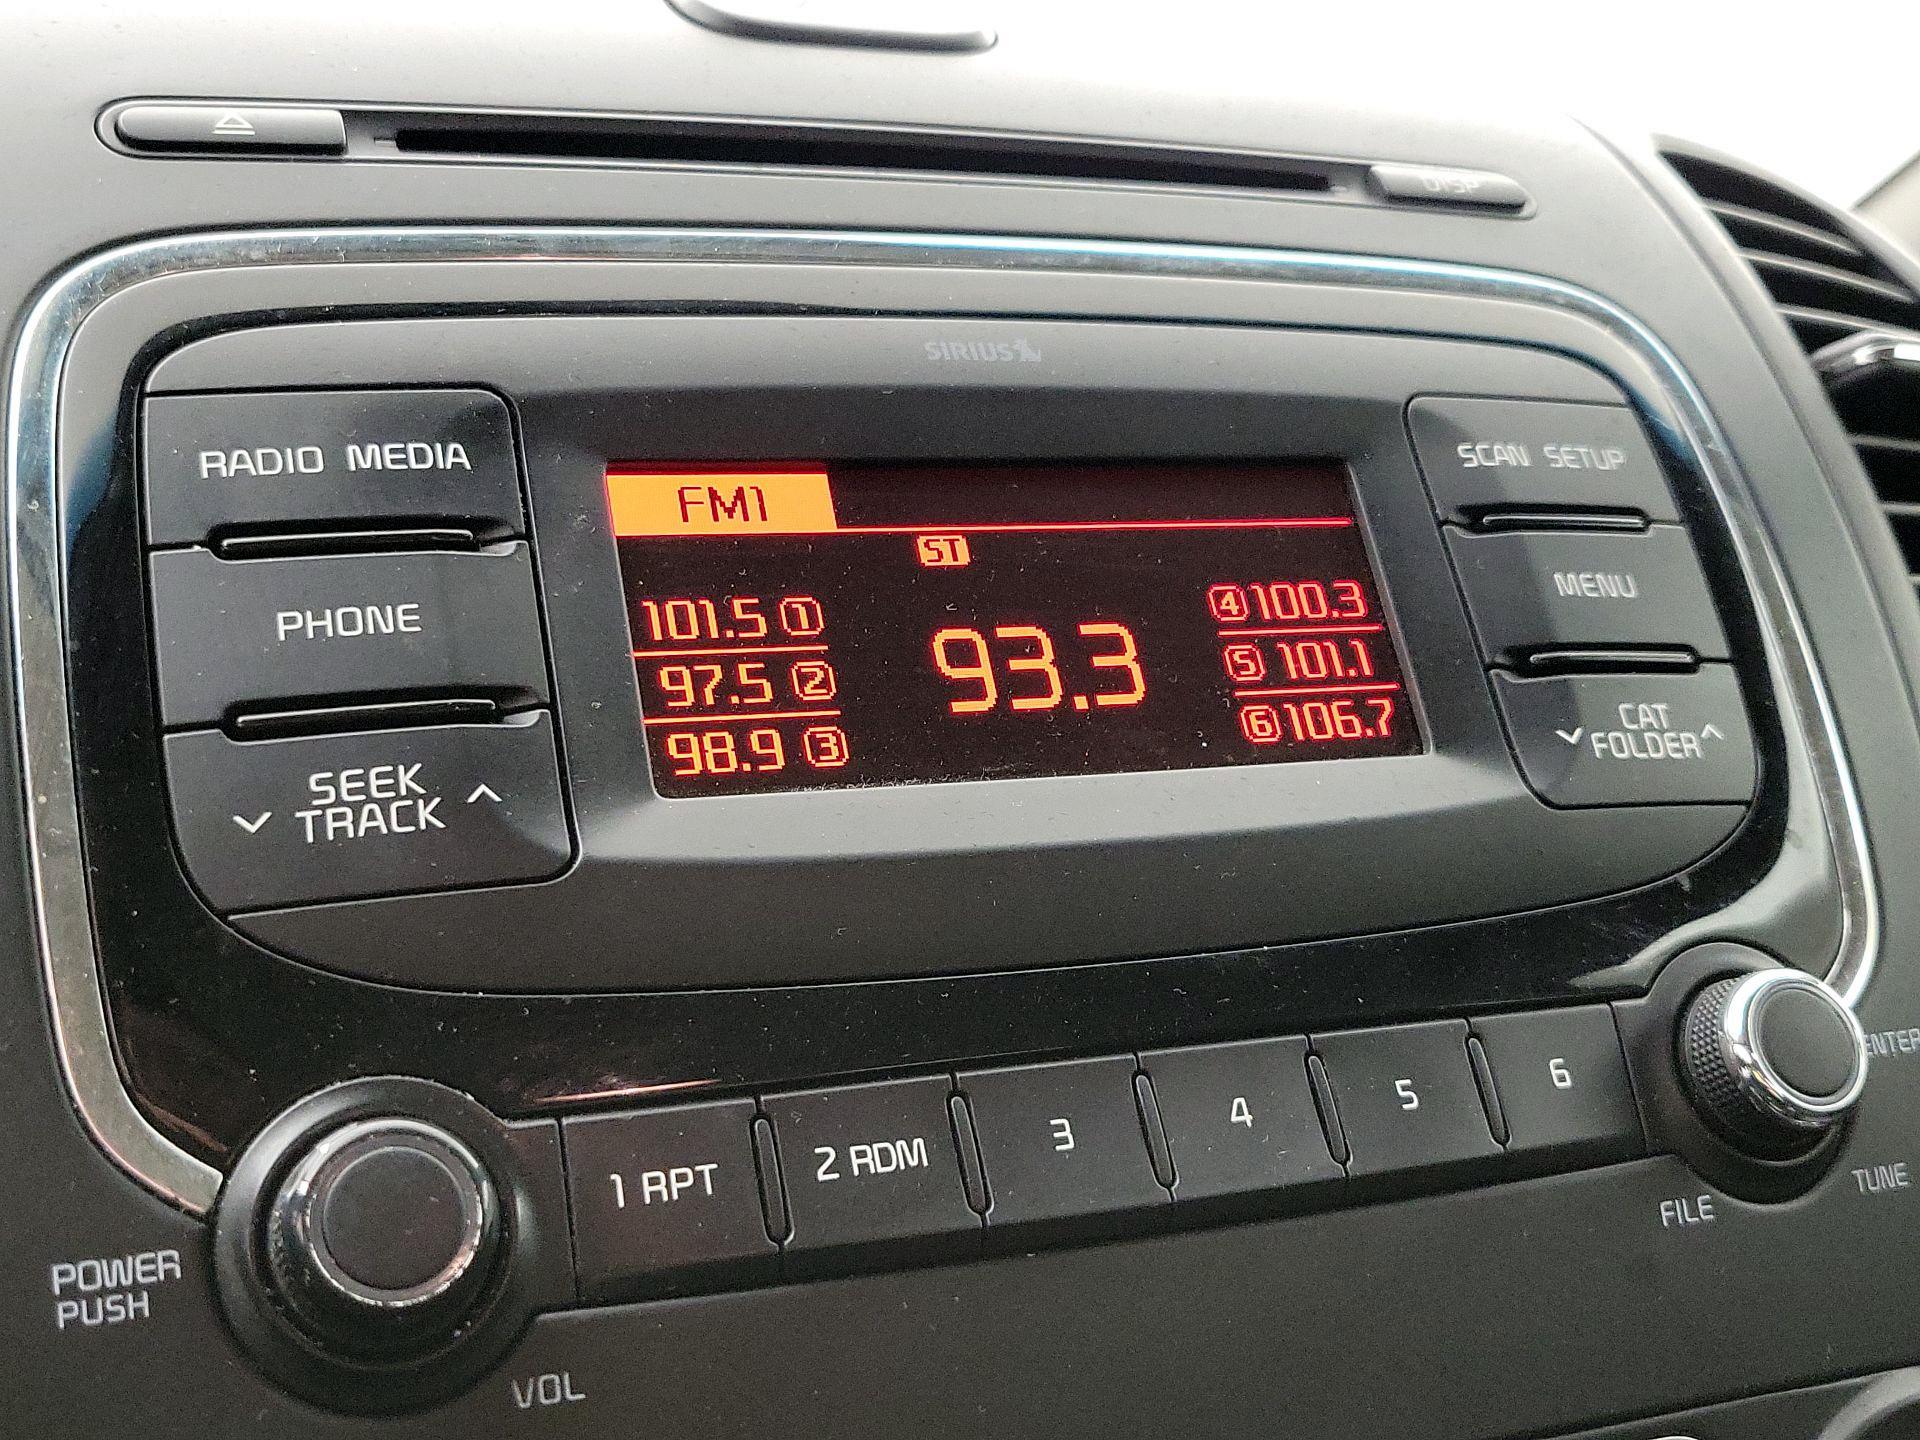 DISP
SIRIUS
RADIO MEDIA
PHONE
SEEK
TRACK
FM1
ST
101.5 1
97.5 2
98.9 3
93.3
4 100.3
5 101.1
6 106.7
SCAN SETUP
MENU
CAT
FOLDER
1 RPT
2 RDM
3
4
5
6
POWER
PUSH
VOL
ENTER
FILE
TUNE